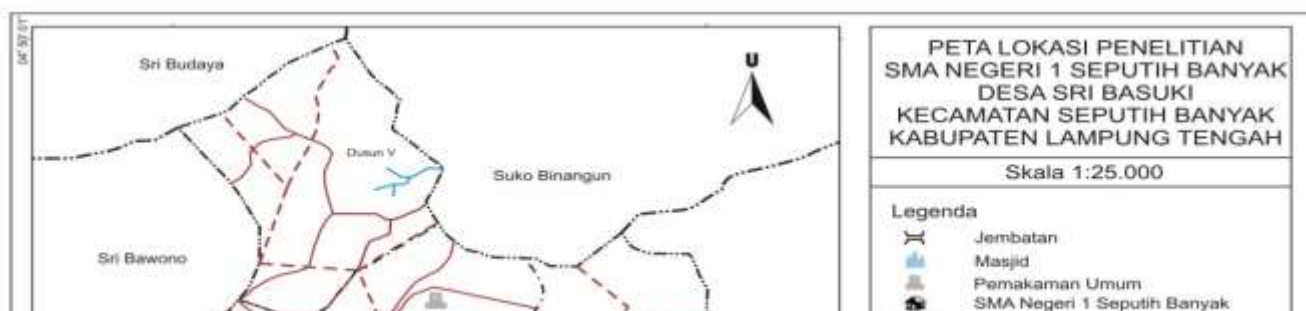 PETA LOKASI PENELITIAN
SMA NEGERI 1 SEPUTIH BANYAK
DESA SRI BASUKI
KECAMATAN SEPUTIH BANYAK
KABUPATEN LAMPUNG TENGAH
Skala 1:25.000
Legenda
Jembatan
Masjid
Pemakaman Umum
SMA Negeri 1 Seputih Banyak
U
Sri Budaya
Dusun V
Suko Binangun
Sri Bawono